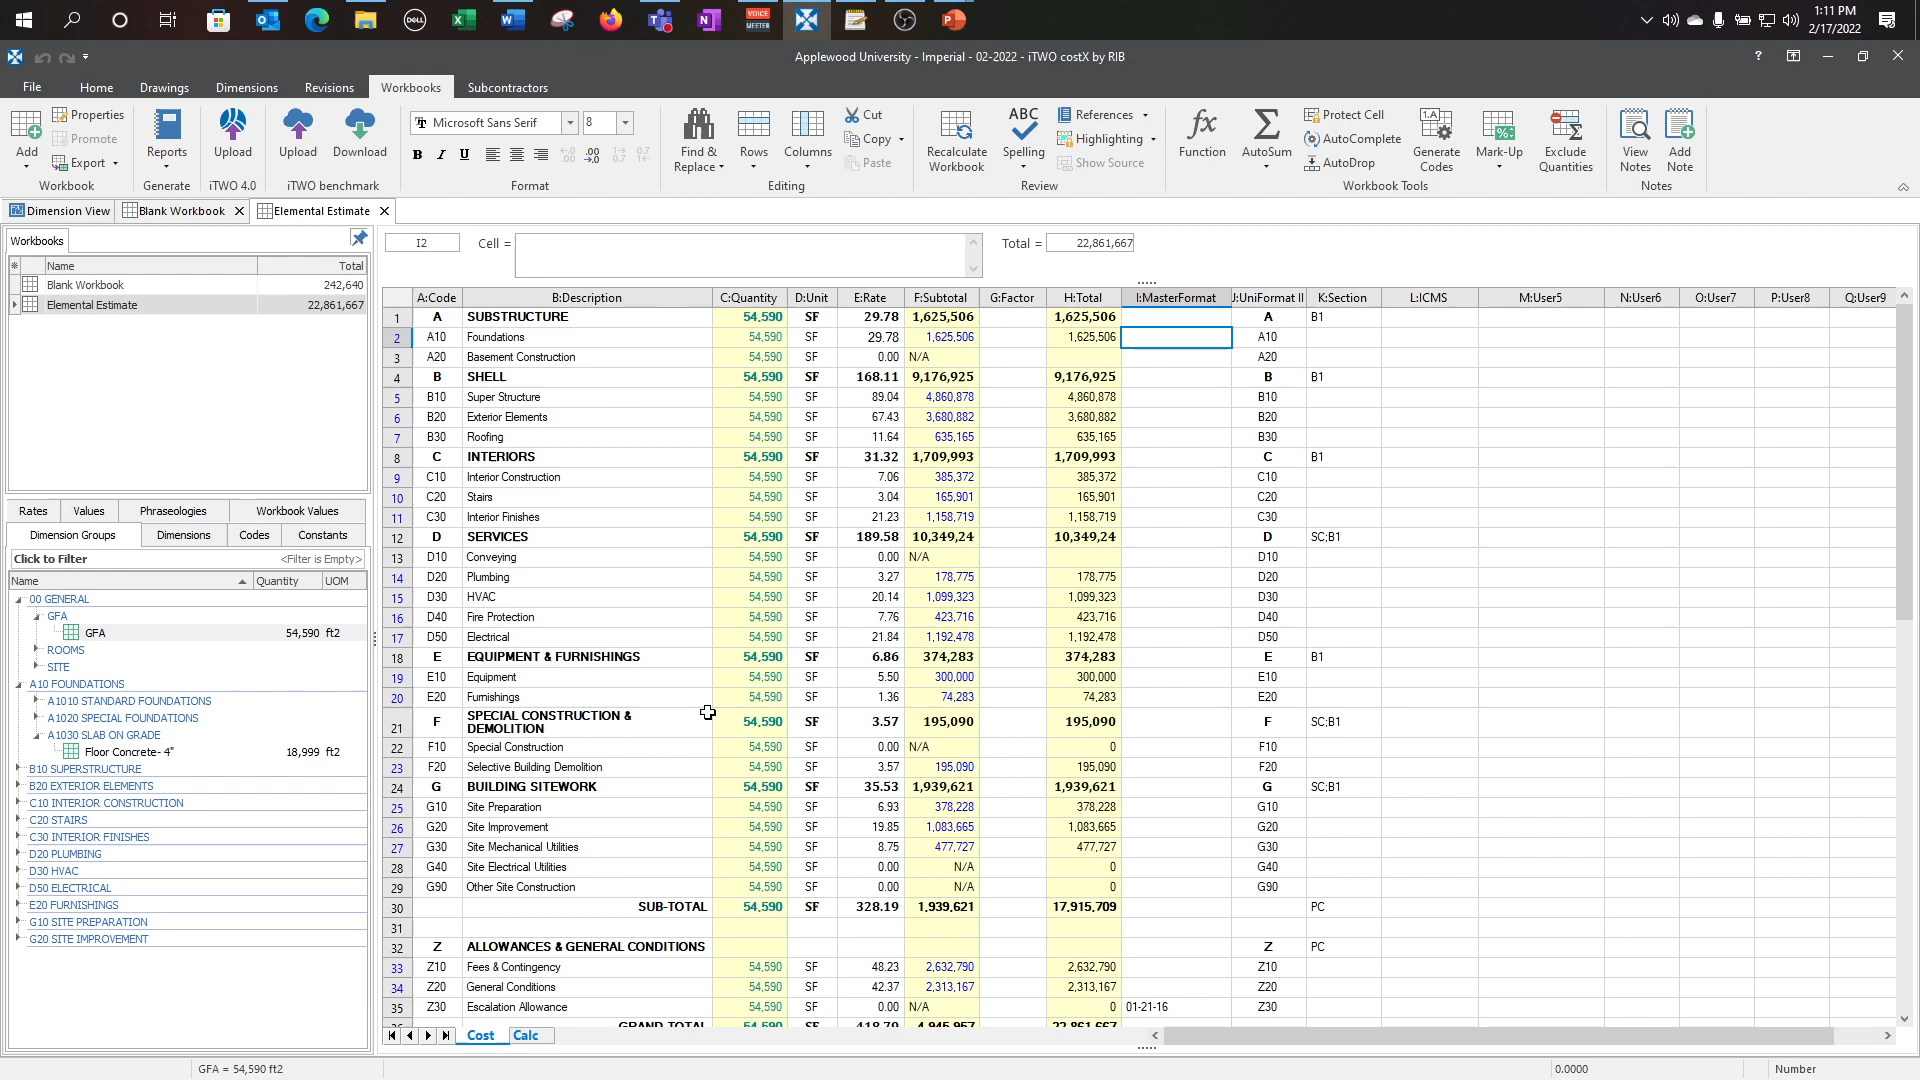 1:11 PM
2/17/2022
Applewood University - Imperial - 02-2022 - iTWO costX by RIB
File Home Drawings Dimensions Revisions Workbooks Subcontractors
Add Properties Promote Export Workbook
Reports Generate
Upload iTWO 4.0
Upload Download iTWO benchmark
Microsoft Sans Serif 8 B I U Format
Find & Replace Rows Columns Cut Copy Paste Editing
Recalculate Workbook ABC Spelling References Highlighting Show Source Review
Function AutoSum Protect Cell AutoComplete AutoDrop Generate Codes Mark-Up Exclude Quantities Workbook Tools
View Notes Add Note Notes
Dimension View Blank Workbook Elemental Estimate
Workbooks
Name Total
Blank Workbook 242,640
Elemental Estimate 22,861,667
Rates Values Phraseologies Workbook Values
Dimension Groups Dimensions Codes Constants
Click to Filter <Filter is Empty>
Name Quantity UOM
00 GENERAL
GFA
GFA 54,590 ft2
ROOMS
SITE
A10 FOUNDATIONS
A1010 STANDARD FOUNDATIONS
A1020 SPECIAL FOUNDATIONS
A1030 SLAB ON GRADE
Floor Concrete- 4" 18,999 ft2
B10 SUPERSTRUCTURE
B20 EXTERIOR ELEMENTS
C10 INTERIOR CONSTRUCTION
C20 STAIRS
C30 INTERIOR FINISHES
D20 PLUMBING
D30 HVAC
D50 ELECTRICAL
E20 FURNISHINGS
G10 SITE PREPARATION
G20 SITE IMPROVEMENT
I2 Cell = Total = 22,861,667
A:Code B:Description C:Quantity D:Unit E:Rate F:Subtotal G:Factor H:Total I:MasterFormat J:UniFormat II K:Section L:ICMS M:User5 N:User6 O:User7 P:User8 Q:User9
1 A SUBSTRUCTURE 54,590 SF 29.78 1,625,506 1,625,506 A B1
2 A10 Foundations 54,590 SF 29.78 1,625,506 1,625,506 A10
3 A20 Basement Construction 54,590 SF 0.00 N/A A20
4 B SHELL 54,590 SF 168.11 9,176,925 9,176,925 B B1
5 B10 Super Structure 54,590 SF 89.04 4,860,878 4,860,878 B10
6 B20 Exterior Elements 54,590 SF 67.43 3,680,882 3,680,882 B20
7 B30 Roofing 54,590 SF 11.64 635,165 635,165 B30
8 C INTERIORS 54,590 SF 31.32 1,709,993 1,709,993 C B1
9 C10 Interior Construction 54,590 SF 7.06 385,372 385,372 C10
10 C20 Stairs 54,590 SF 3.04 165,901 165,901 C20
11 C30 Interior Finishes 54,590 SF 21.23 1,158,719 1,158,719 C30
12 D SERVICES 54,590 SF 189.58 10,349,24 10,349,24 D SC;B1
13 D10 Conveying 54,590 SF 0.00 N/A D10
14 D20 Plumbing 54,590 SF 3.27 178,775 178,775 D20
15 D30 HVAC 54,590 SF 20.14 1,099,323 1,099,323 D30
16 D40 Fire Protection 54,590 SF 7.76 423,716 423,716 D40
17 D50 Electrical 54,590 SF 21.84 1,192,478 1,192,478 D50
18 E EQUIPMENT & FURNISHINGS 54,590 SF 6.86 374,283 374,283 E B1
19 E10 Equipment 54,590 SF 5.50 300,000 300,000 E10
20 E20 Furnishings 54,590 SF 1.36 74,283 74,283 E20
21 F SPECIAL CONSTRUCTION & DEMOLITION 54,590 SF 3.57 195,090 195,090 F SC;B1
22 F10 Special Construction 54,590 SF 0.00 N/A 0 F10
23 F20 Selective Building Demolition 54,590 SF 3.57 195,090 195,090 F20
24 G BUILDING SITEWORK 54,590 SF 35.53 1,939,621 1,939,621 G SC;B1
25 G10 Site Preparation 54,590 SF 6.93 378,228 378,228 G10
26 G20 Site Improvement 54,590 SF 19.85 1,083,665 1,083,665 G20
27 G30 Site Mechanical Utilities 54,590 SF 8.75 477,727 477,727 G30
28 G40 Site Electrical Utilities 54,590 SF 0.00 N/A 0 G40
29 G90 Other Site Construction 54,590 SF 0.00 N/A 0 G90
30 SUB-TOTAL 54,590 SF 328.19 1,939,621 17,915,709 PC
31
32 Z ALLOWANCES & GENERAL CONDITIONS Z PC
33 Z10 Fees & Contingency 54,590 SF 48.23 2,632,790 2,632,790 Z10
34 Z20 General Conditions 54,590 SF 42.37 2,313,167 2,313,167 Z20
35 Z30 Escalation Allowance 54,590 SF 0.00 N/A 0 01-21-16 Z30
GRAND TOTAL 54,590 SF 418.79 4,945,957 22,861,667
Cost Calc
GFA = 54,590 ft2 0.0000 Number